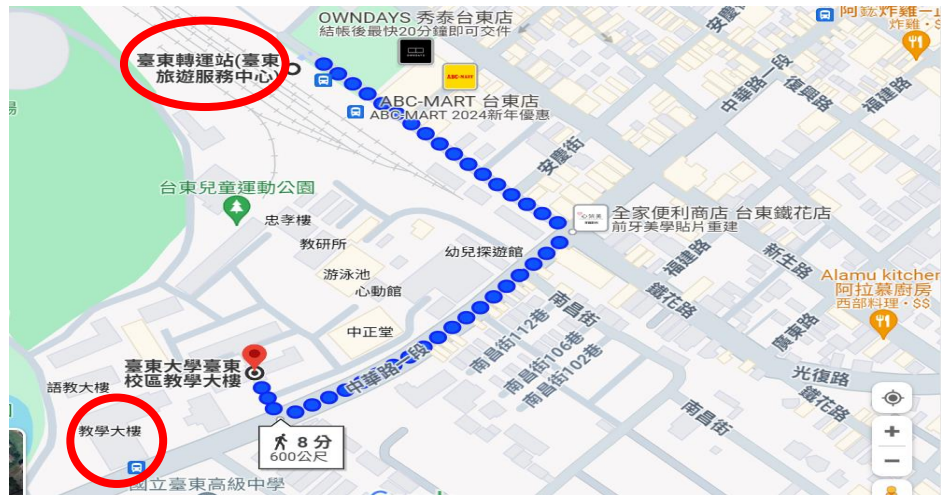 OWNDAYS 秀泰台東店
結帳後最快20分鐘即可交件
阿鋐炸雞一
炸雞・$
臺東轉運站(臺東
旅遊服務中心)
ABC-MART
ABC-MART 台東店
ABC-MART 2024新年優惠
中華路一段
復興路
福建路
安慶街
台東兒童運動公園
忠孝樓
教研所
游泳池
心動館
幼兒探遊館
全家便利商店 台東鐵花店
前牙美學貼片重建
福建路
新生路
Alamu kitchen
阿拉慕廚房
西部料理・$$
鐵花路
廣東路
南昌街
南昌街112巷
南昌街106巷
南昌街102巷
中正堂
中華路一段
臺東大學臺東
校區教學大樓
語教大樓
教學大樓
8 分
600公尺
光復路
鐵花路
南昌街
國立臺東高級中學